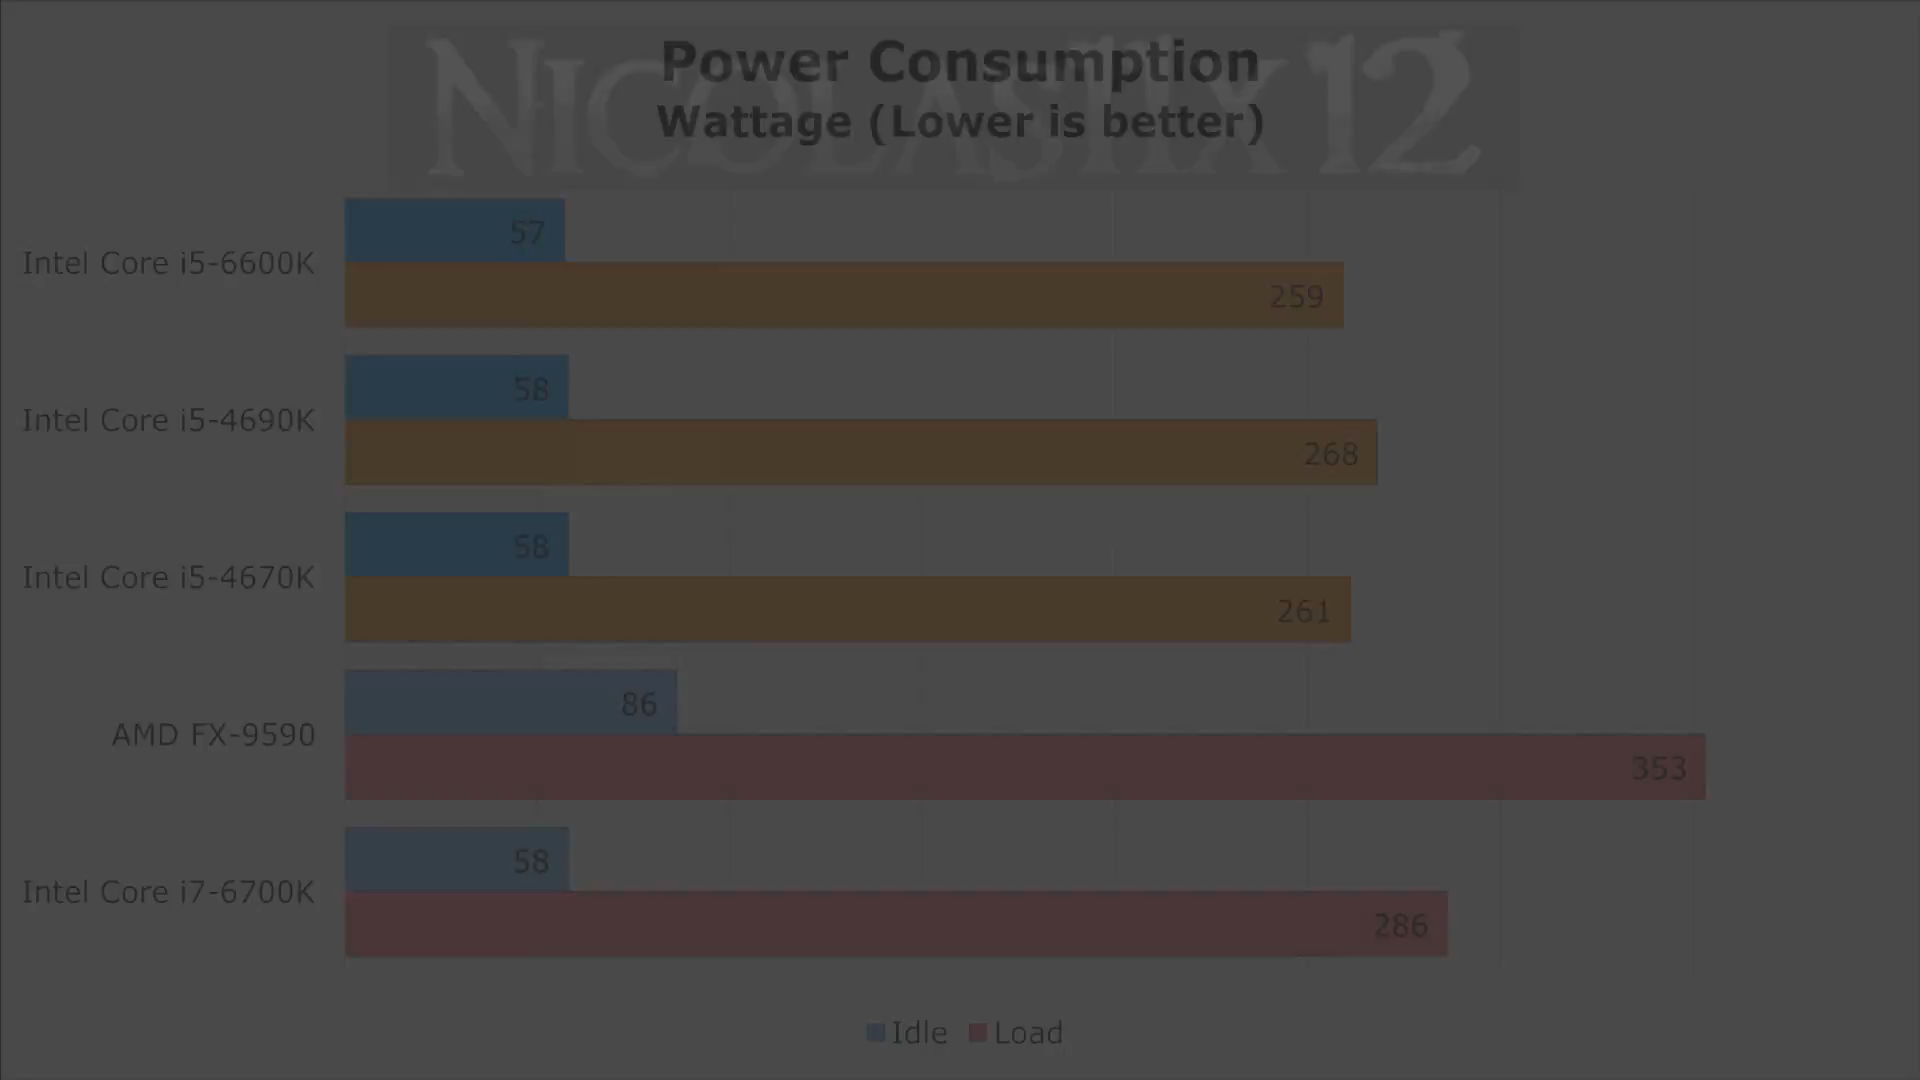 NICOLAS11X12
Power Consumption
Wattage (Lower is better)
Intel Core i5-6600K
57
259
Intel Core i5-4690K
58
268
Intel Core i5-4670K
58
261
AMD FX-9590
86
353
Intel Core i7-6700K
58
286
Idle
Load